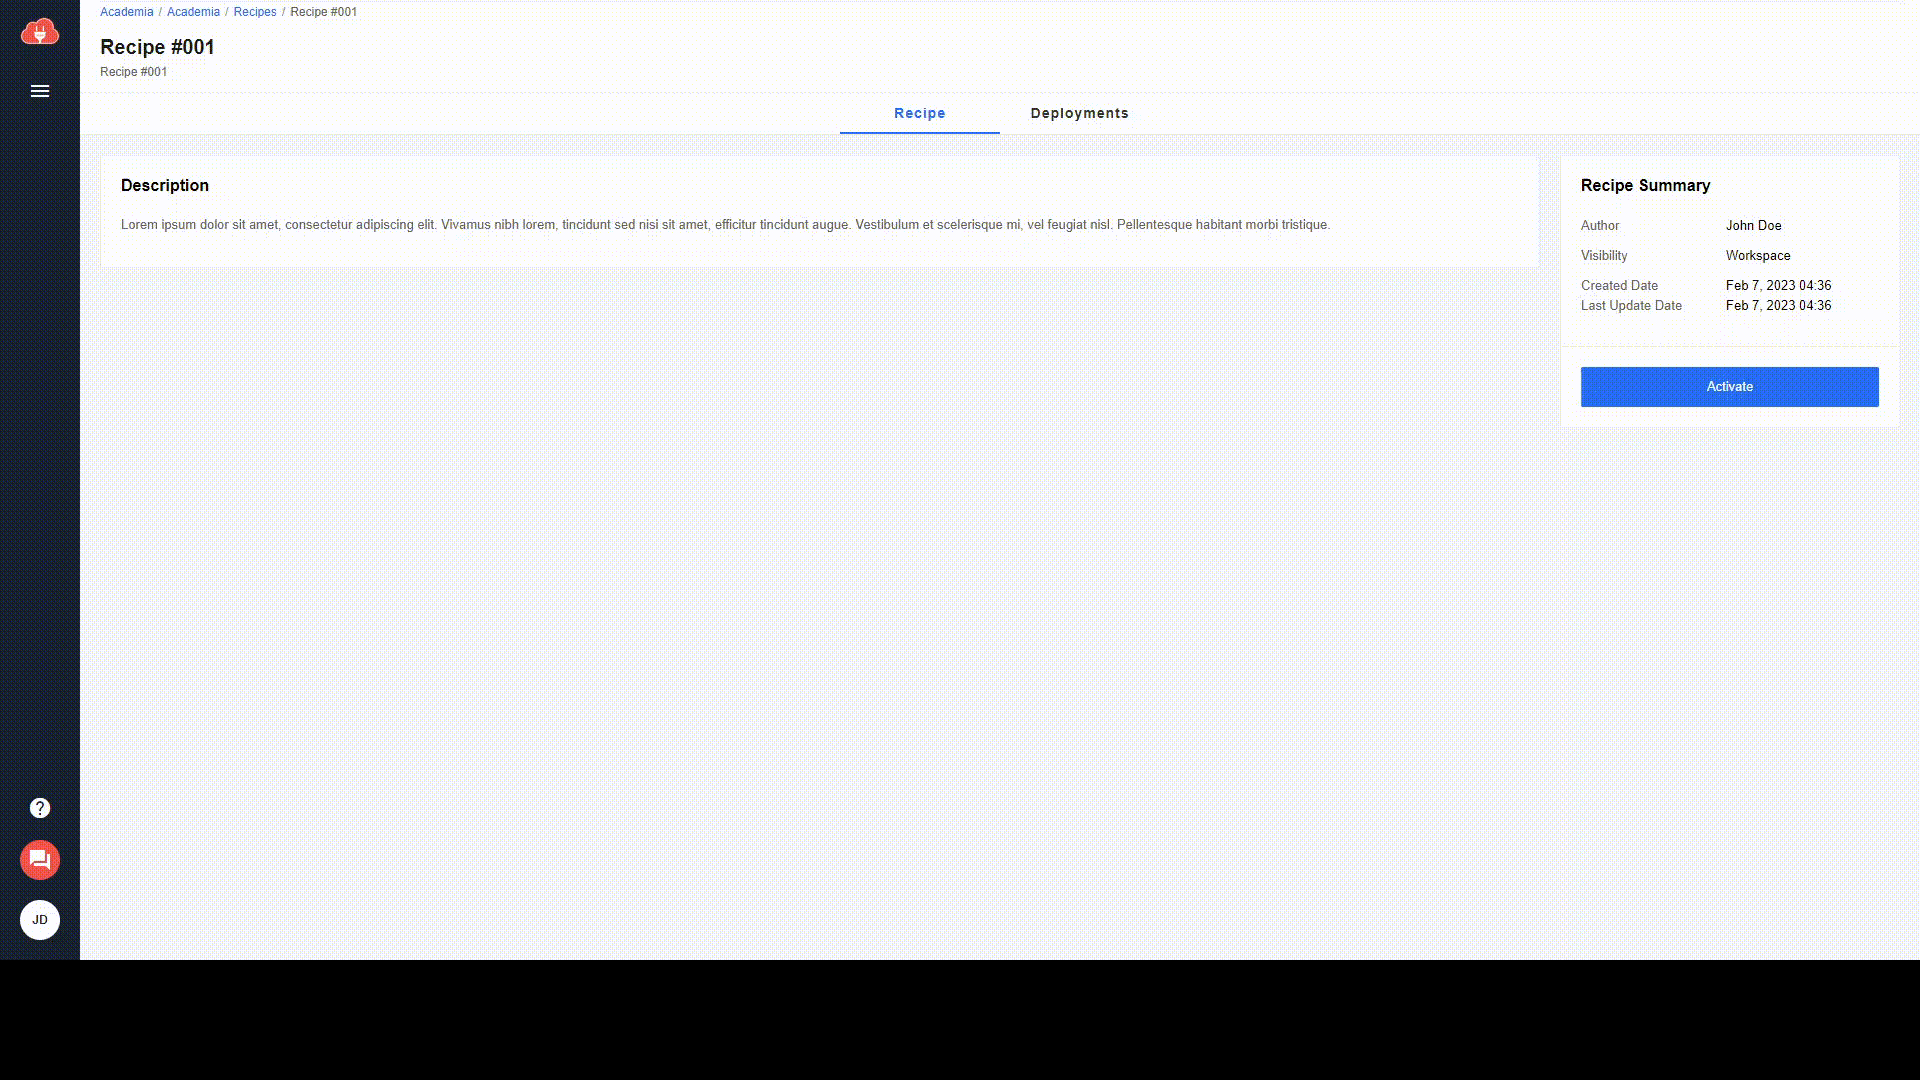 Academia / Academia / Recipes / Recipe #001
Recipe #001
Recipe #001
Recipe
Deployments
Description
Lorem ipsum dolor sit amet, consectetur adipiscing elit. Vivamus nibh lorem, tincidunt sed nisi sit amet, efficitur tincidunt augue. Vestibulum et scelerisque mi, vel feugiat nisl. Pellentesque habitant morbi tristique.
Recipe Summary
Author John Doe
Visibility Workspace
Created Date Feb 7, 2023 04:36
Last Update Date Feb 7, 2023 04:36
Activate
?
JD